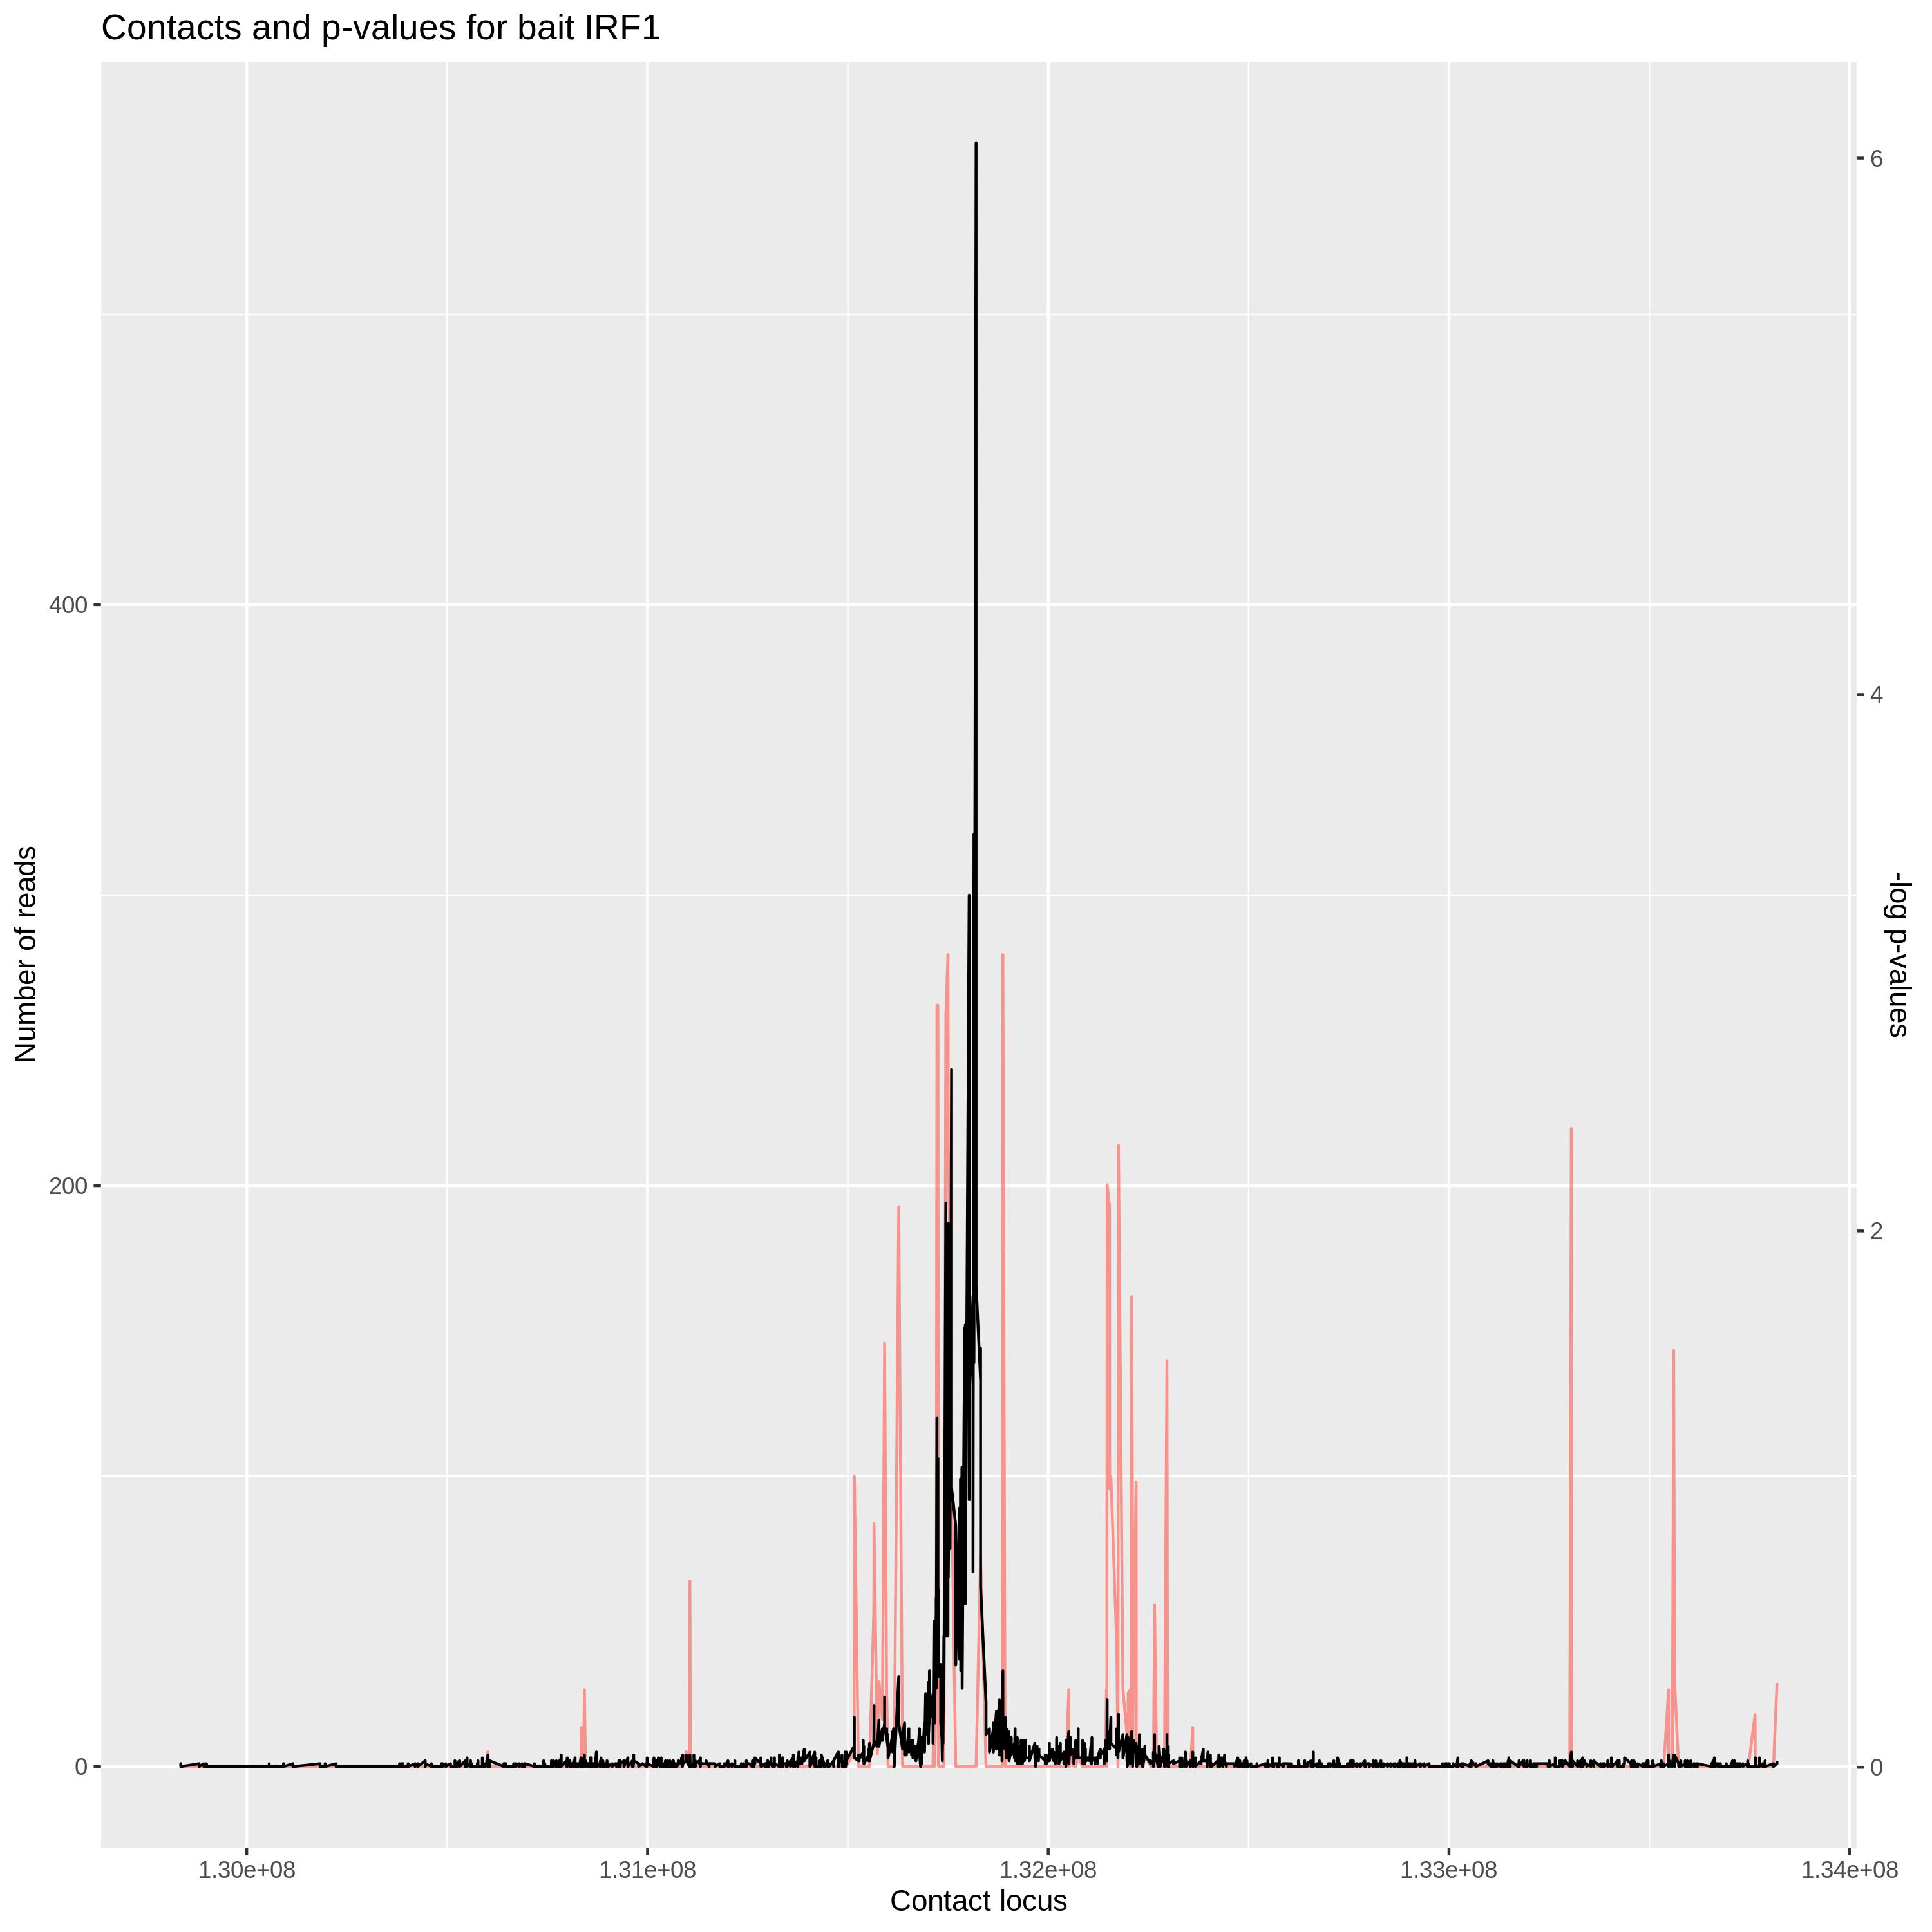 Contacts and p-values for bait IRF1
6
400
4
Number of reads
-log p-values
200
2
0
0
1.30e+08
1.31e+08
1.32e+08
1.33e+08
1.34e+08
Contact locus